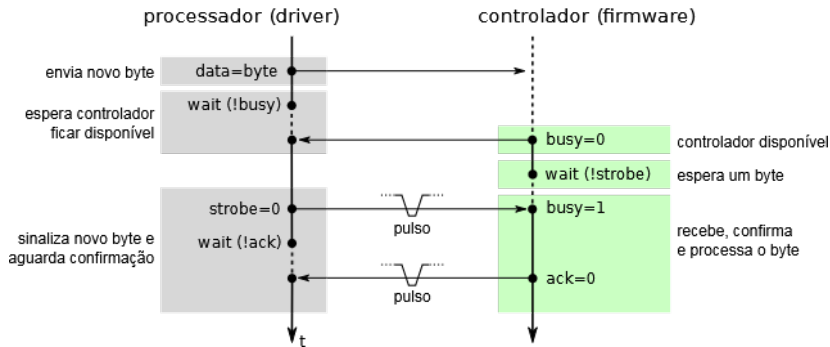 processador (driver)
controlador (firmware)
envia novo byte
data=byte
wait (!busy)
espera controlador
ficar disponível
busy=0
controlador disponível
wait (!strobe)
espera um byte
strobe=0
pulso
busy=1
sinaliza novo byte e
aguarda confirmação
wait (!ack)
recebe, confirma
e processa o byte
pulso
ack=0
t